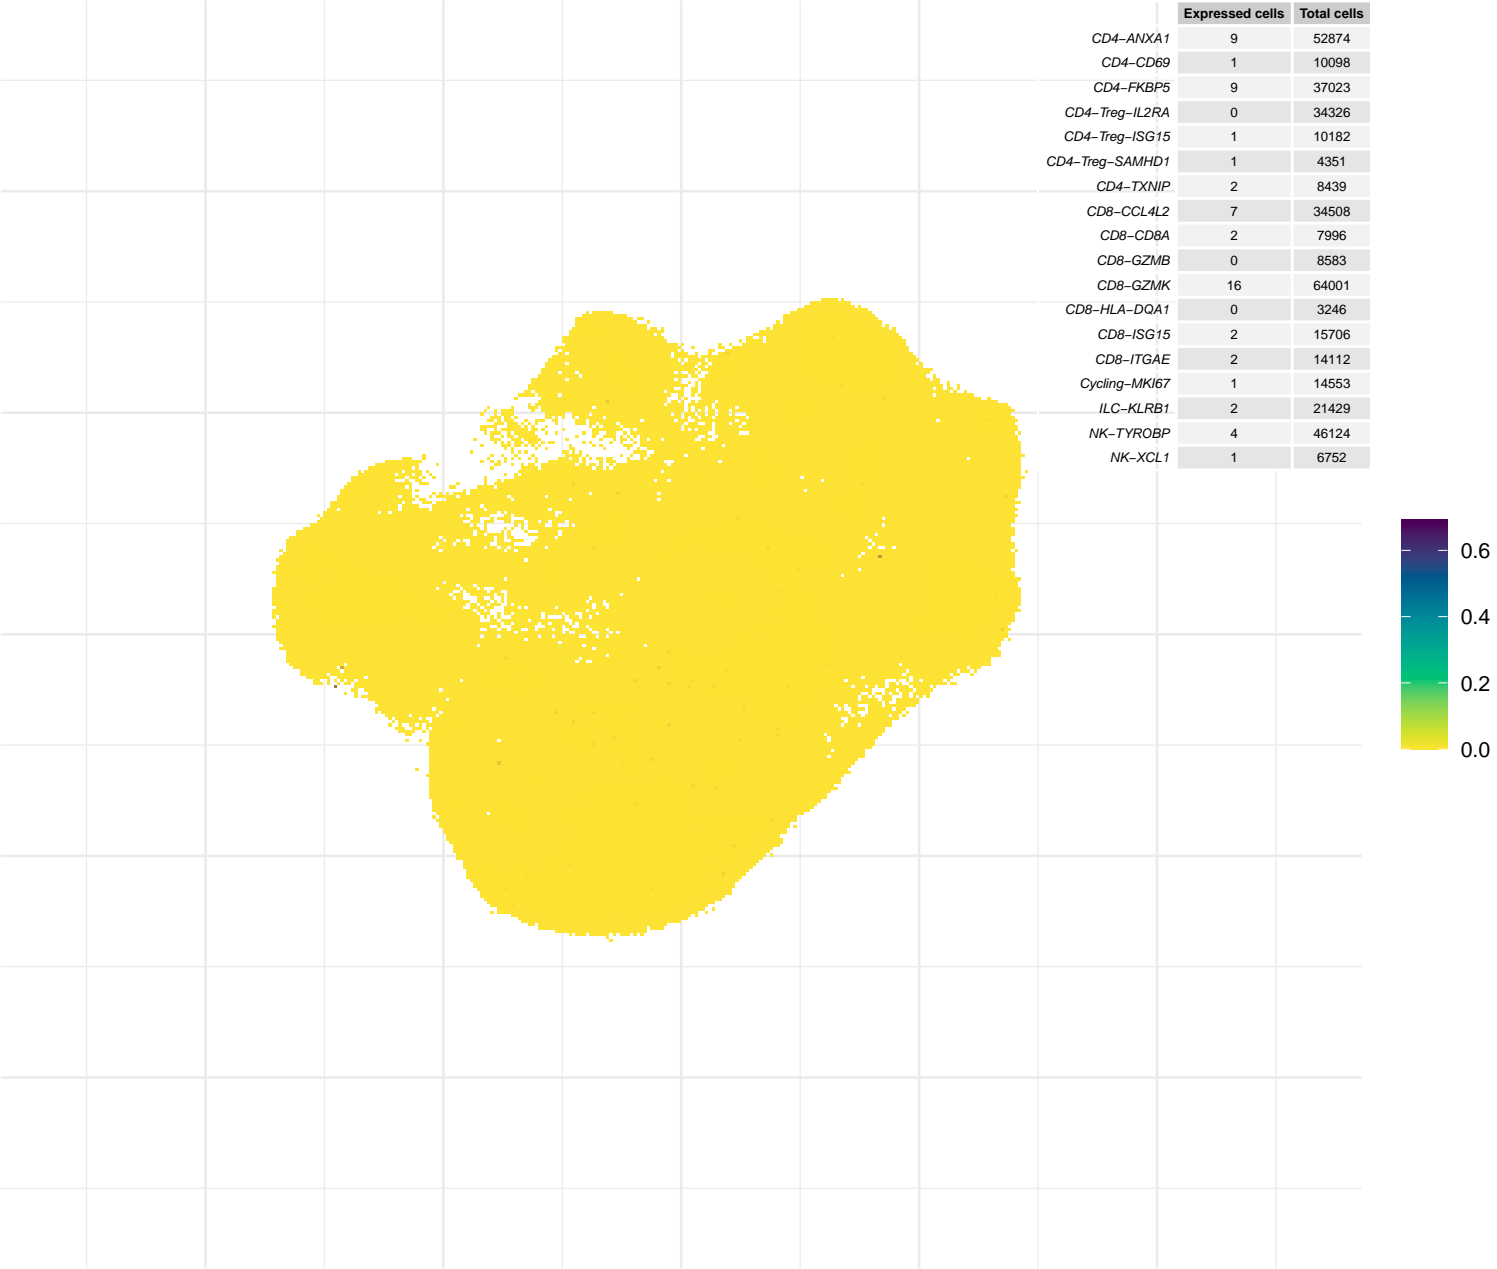 Expressed cells Total cells
CD4−ANXA1 9 52874
CD4−CD69 1 10098
CD4−FKBP5 9 37023
CD4−Treg−IL2RA 0 34326
CD4−Treg−ISG15 1 10182
CD4−Treg−SAMHD1 1 4351
CD4−TXNIP 2 8439
CD8−CCL4L2 7 34508
CD8−CD8A 2 7996
CD8−GZMB 0 8583
CD8−GZMK 16 64001
CD8−HLA−DQA1 0 3246
CD8−ISG15 2 15706
CD8−ITGAE 2 14112
Cycling−MKI67 1 14553
ILC−KLRB1 2 21429
NK−TYROBP 4 46124
NK−XCL1 1 6752
0.6
0.4
0.2
0.0